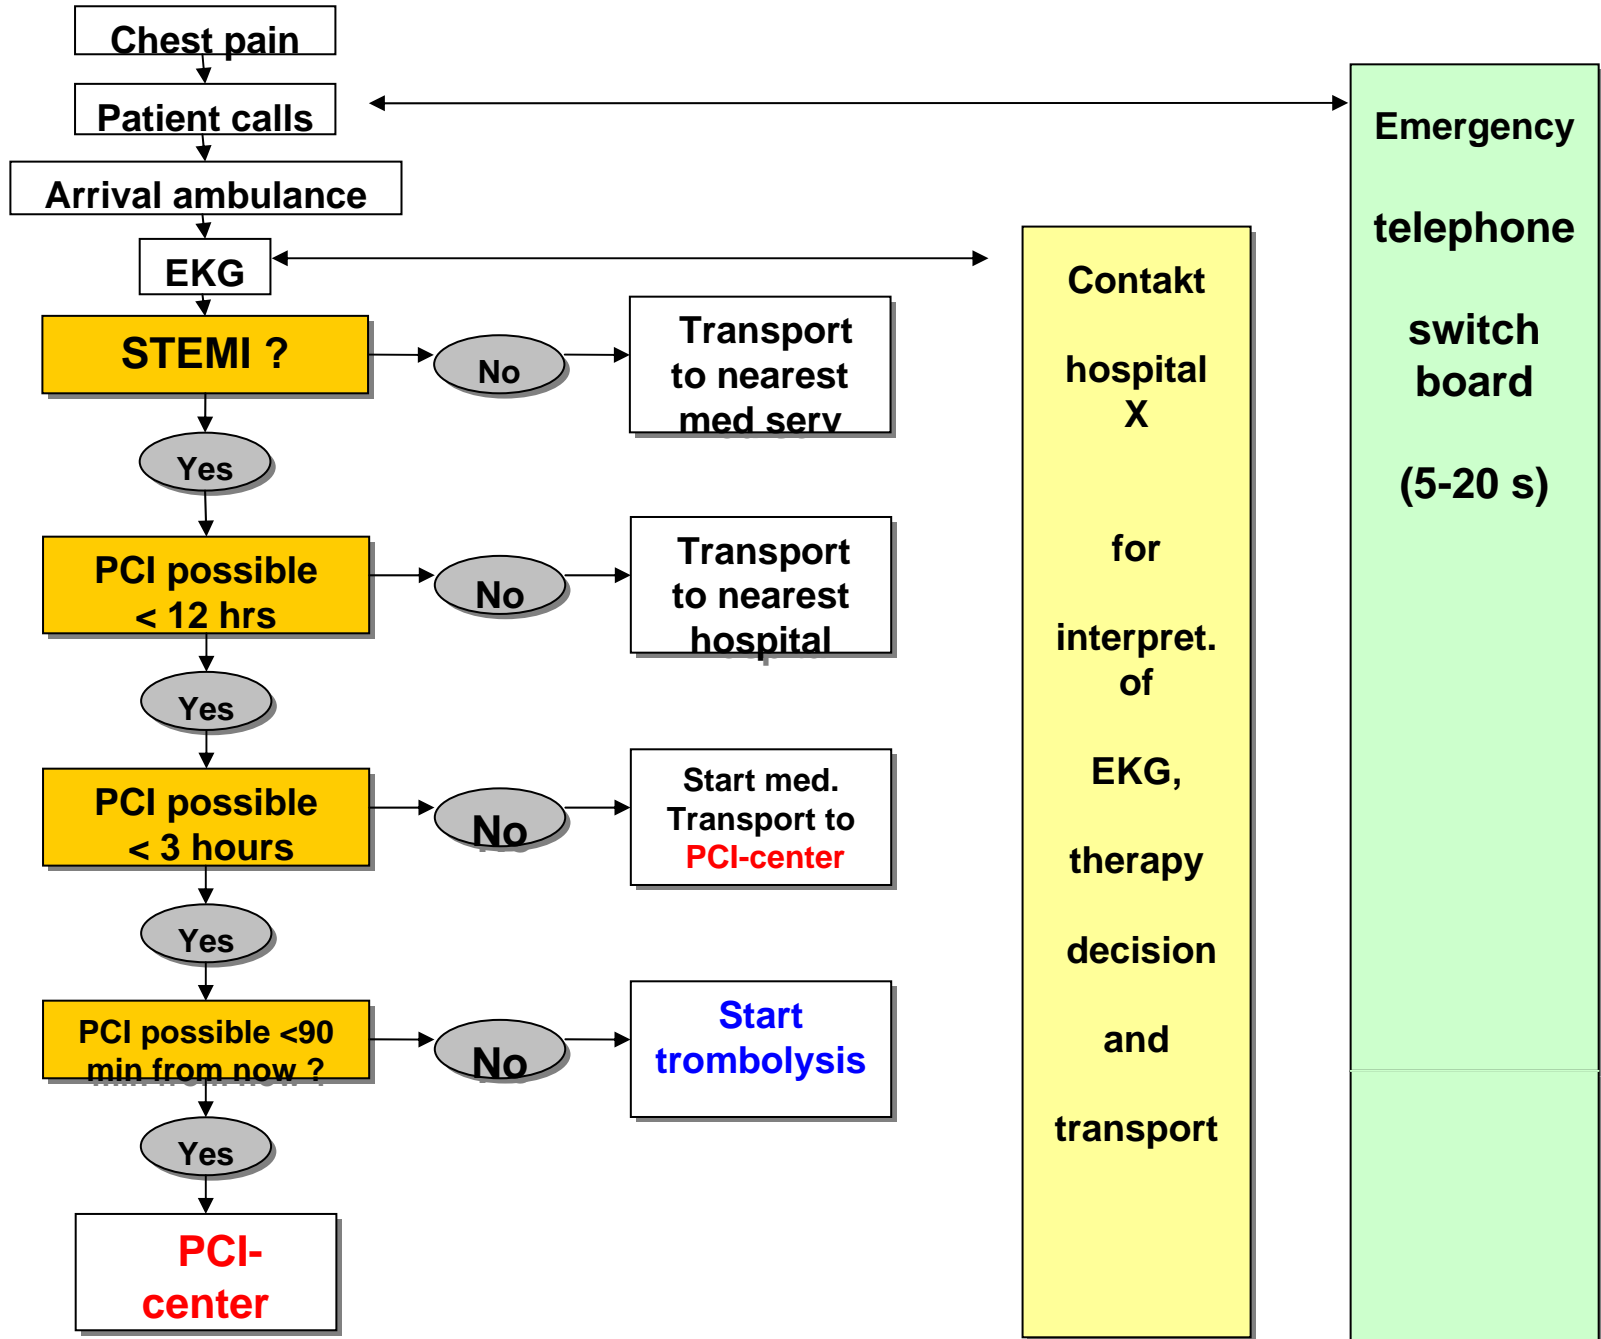 Chest pain
Patient calls
Arrival ambulance
EKG
STEMI ?
No
Transport
to nearest
med serv
Yes
PCI possible
< 12 hrs
No
Transport
to nearest
hospital
Yes
PCI possible
< 3 hours
No
Start med.
Transport to
PCI-center
Yes
PCI possible <90
min from now ?
No
Start
trombolysis
Yes
PCI-
center
Contakt
hospital
X
for
interpret.
of
EKG,
therapy
decision
and
transport
Emergency
telephone
switch
board
(5-20 s)